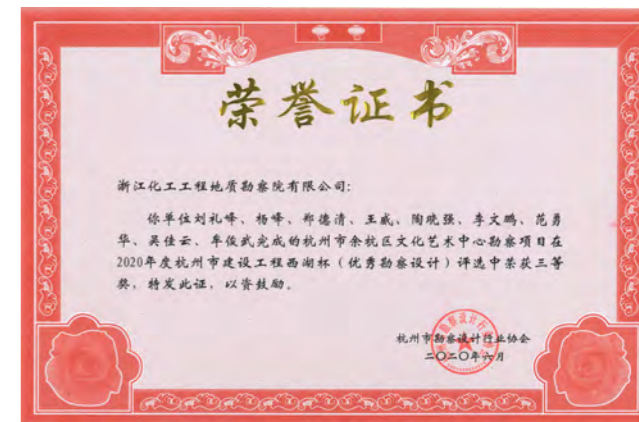 荣誉证书
浙江化工工程地质勘察院有限公司:
你单位刘礼峰、杨峰、郑德清、王威、陶晓强、李文鹏、范勇
华、吴佳云、车俊武完成的杭州市余杭区文化艺术中心勘察项目在
2020年度杭州市建设工程西湖杯（优秀勘察设计）评选中荣获三等
奖，特发此证，以资鼓励。
杭州市勘察设计行业协会
二〇二〇年六月